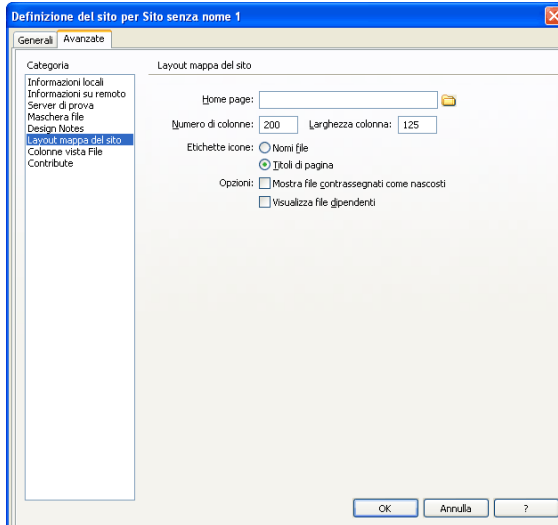 Definizione del sito per Sito senza nome 1
Generali Avanzate
Categoria
Informazioni locali
Informazioni su remoto
Server di prova
Maschera file
Design Notes
Layout mappa del sito
Colonne vista File
Contribute
Layout mappa del sito
Home page:
Numero di colonne: 200 Larghezza colonna: 125
Etichette icone: Nomi file
Titoli di pagina
Opzioni: Mostra file contrassegnati come nascosti
Visualizza file dipendenti
OK Annulla ?